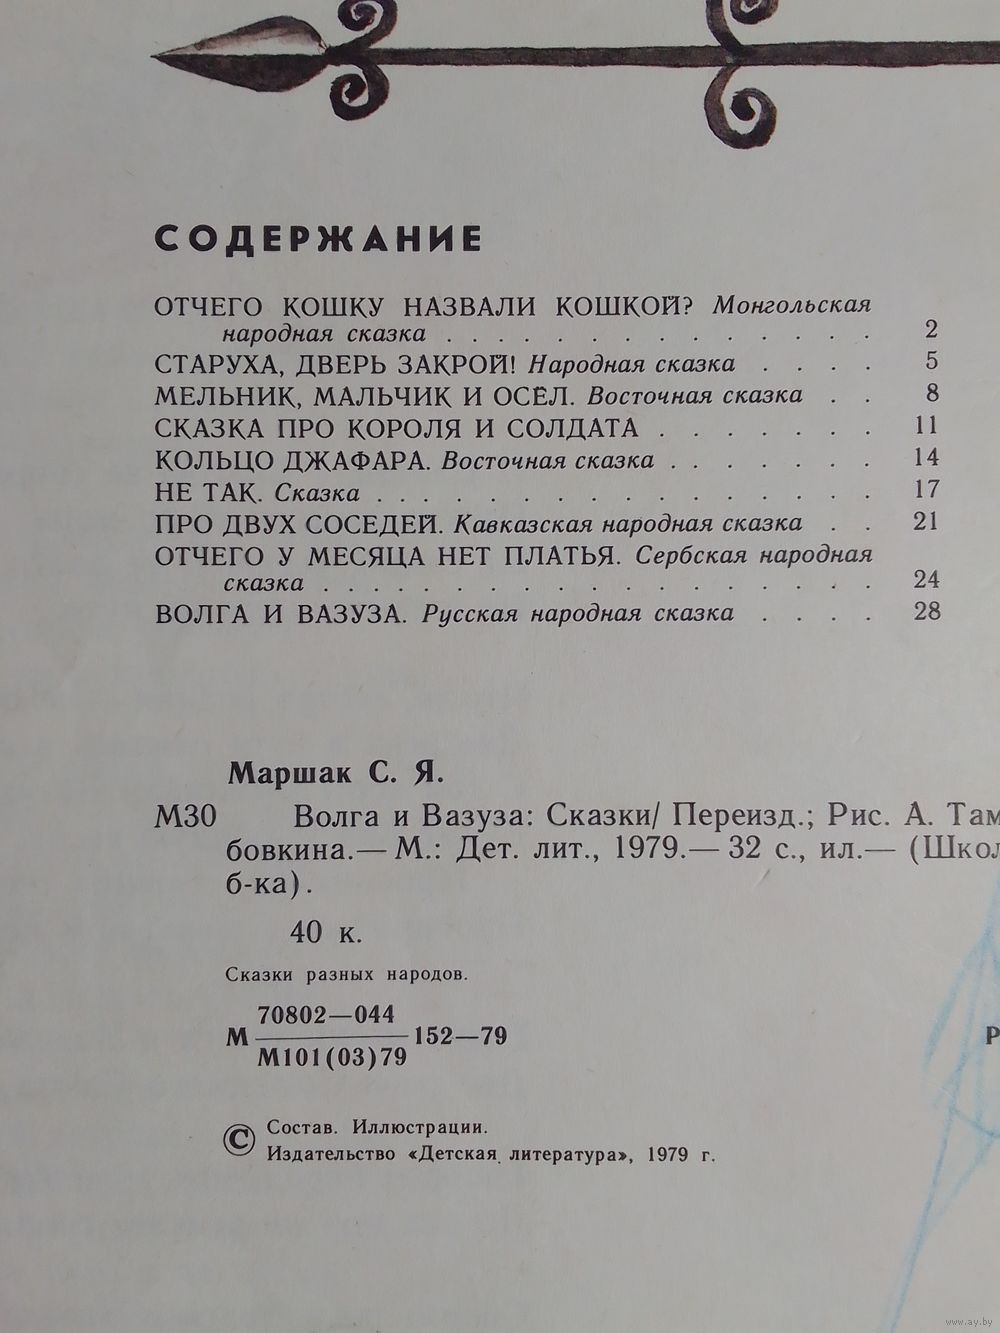 СОДЕРЖАНИЕ
ОТЧЕГО КОШКУ НАЗВАЛИ КОШКОЙ? Монгольская
народная сказка . . . . . . . . . . . . . . 2
СТАРУХА, ДВЕРЬ ЗАКРОЙ! Народная сказка . . . . 5
МЕЛЬНИК, МАЛЬЧИК И ОСЁЛ. Восточная сказка . . 8
СКАЗКА ПРО КОРОЛЯ И СОЛДАТА . . . . . . . 11
КОЛЬЦО ДЖАФАРА. Восточная сказка . . . . . . 14
НЕ ТАК. Сказка . . . . . . . . . . . . . . . 17
ПРО ДВУХ СОСЕДЕЙ. Кавказская народная сказка . . 21
ОТЧЕГО У МЕСЯЦА НЕТ ПЛАТЬЯ. Сербская народная
сказка . . . . . . . . . . . . . . . . . 24
ВОЛГА И ВАЗУЗА. Русская народная сказка . . . . 28
Маршак С. Я.
М30 Волга и Вазуза: Сказки/ Переизд.; Рис. А. Там
бовкина.— М.: Дет. лит., 1979.— 32 с., ил.— (Школ
б-ка).
40 к.
Сказки разных народов.
М 70802—044
М101(03)79 152—79
© Состав. Иллюстрации.
Издательство «Детская литература», 1979 г.
Р
www.ay.by